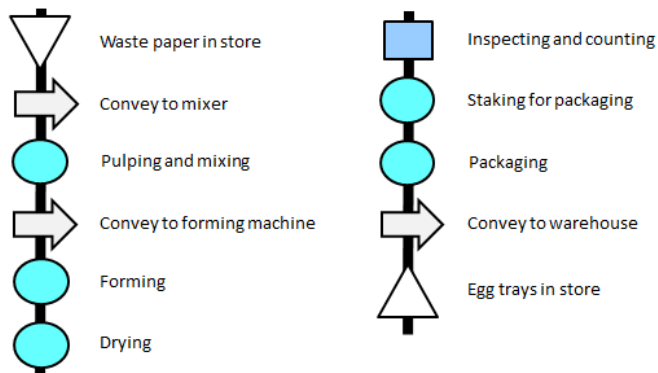 Waste paper in store
Convey to mixer
Pulping and mixing
Convey to forming machine
Forming
Drying
Inspecting and counting
Staking for packaging
Packaging
Convey to warehouse
Egg trays in store